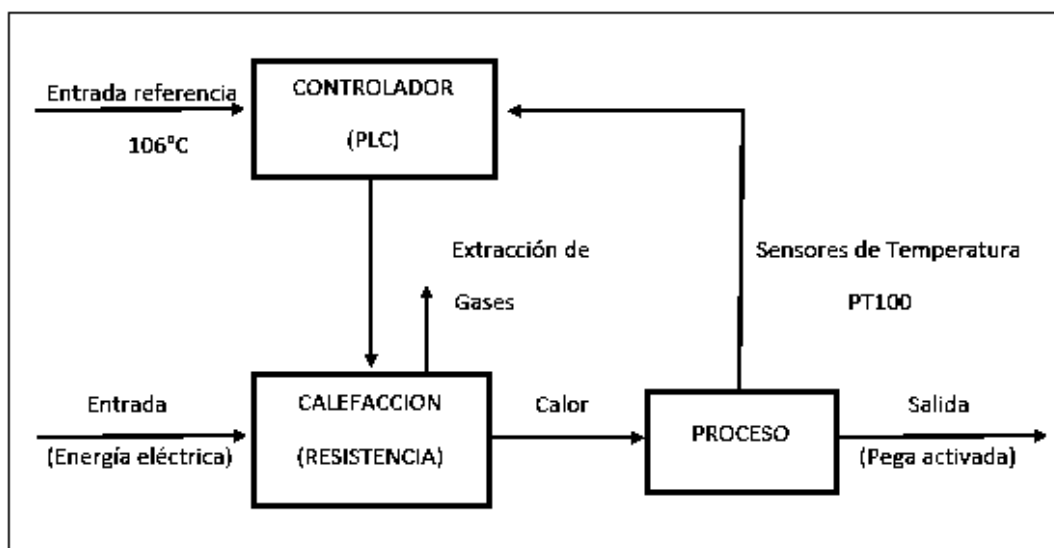 Entrada referencia
106°C
CONTROLADOR
(PLC)
Extracción de
Gases
Sensores de Temperatura
PT100
Entrada
(Energía eléctrica)
CALEFACCION
(RESISTENCIA)
Calor
PROCESO
Salida
(Pega activada)